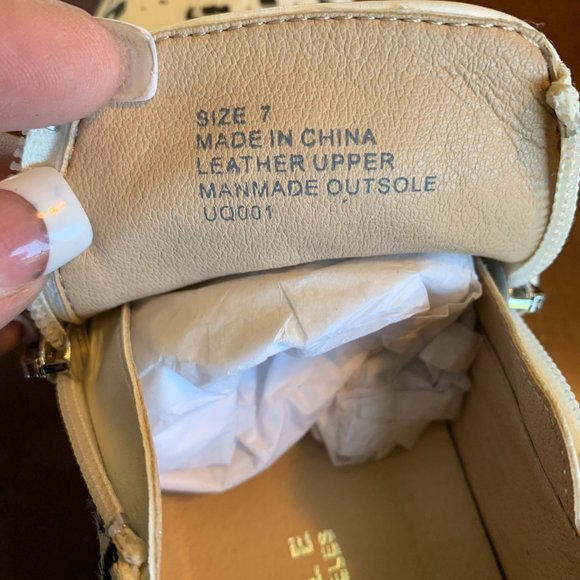 SIZE 7
MADE IN CHINA
LEATHER UPPER
MANMADE OUTSOLE
UQ001